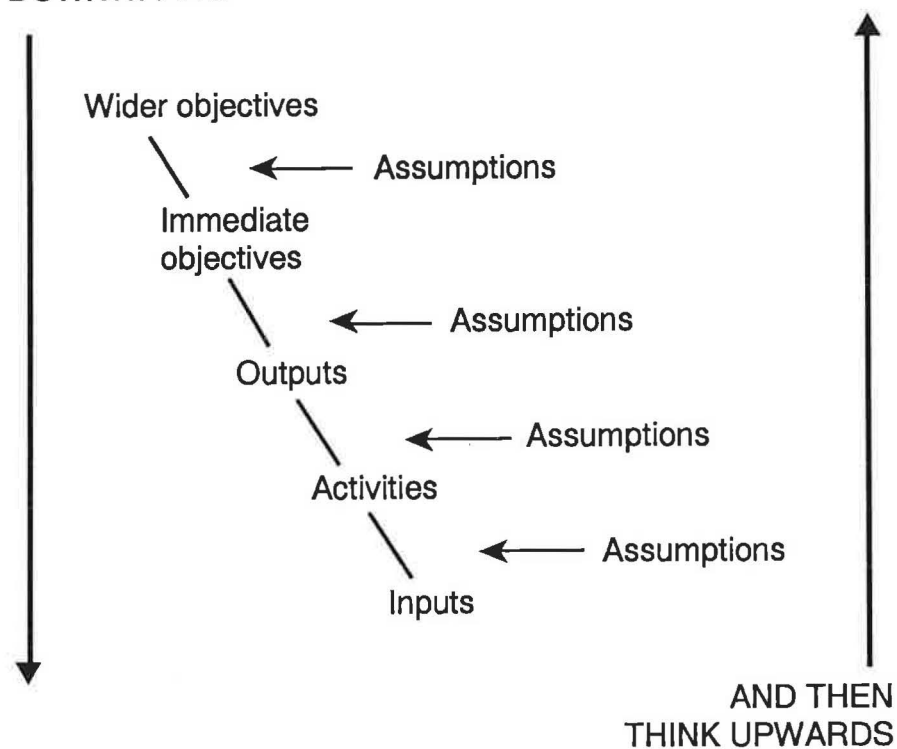 Wider objectives
Assumptions
Immediate
objectives
Assumptions
Outputs
Assumptions
Activities
Assumptions
Inputs
AND THEN
THINK UPWARDS